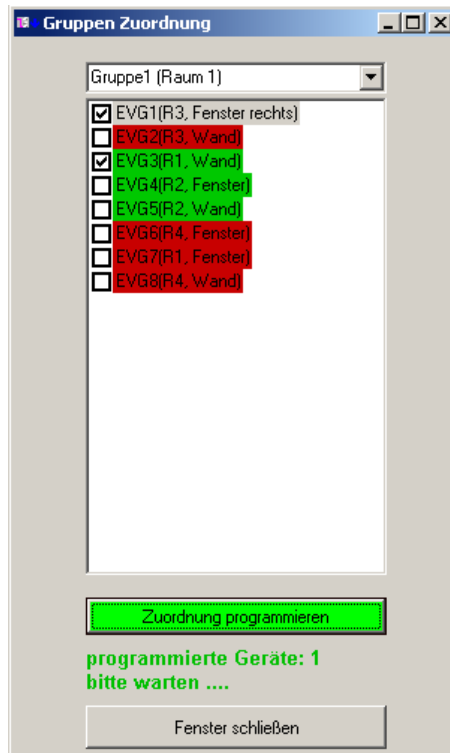 Gruppen Zuordnung
Gruppe1 (Raum 1)
EVG1(R3, Fenster rechts)
EVG2(R3, Wand)
EVG3(R1, Wand)
EVG4(R2, Fenster)
EVG5(R2, Wand)
EVG6(R4, Fenster)
EVG7(R1, Fenster)
EVG8(R4, Wand)
Zuordnung programmieren
programmierte Geräte: 1
bitte warten ....
Fenster schließen